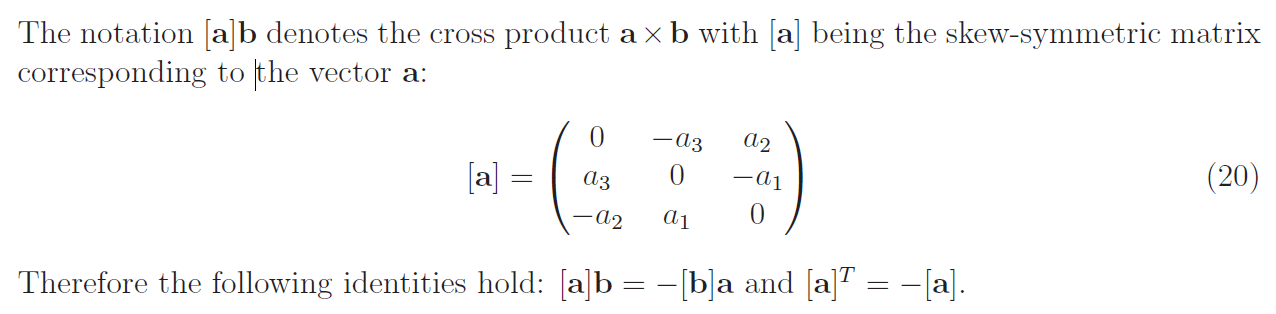 The notation [a]b denotes the cross product a × b with [a] being the skew-symmetric matrix
corresponding to the vector a:
[a] = ( 0 −a₃ a₂
a₃ 0 −a₁
−a₂ a₁ 0 ) (20)
Therefore the following identities hold: [a]b = −[b]a and [a]ᵀ = −[a].